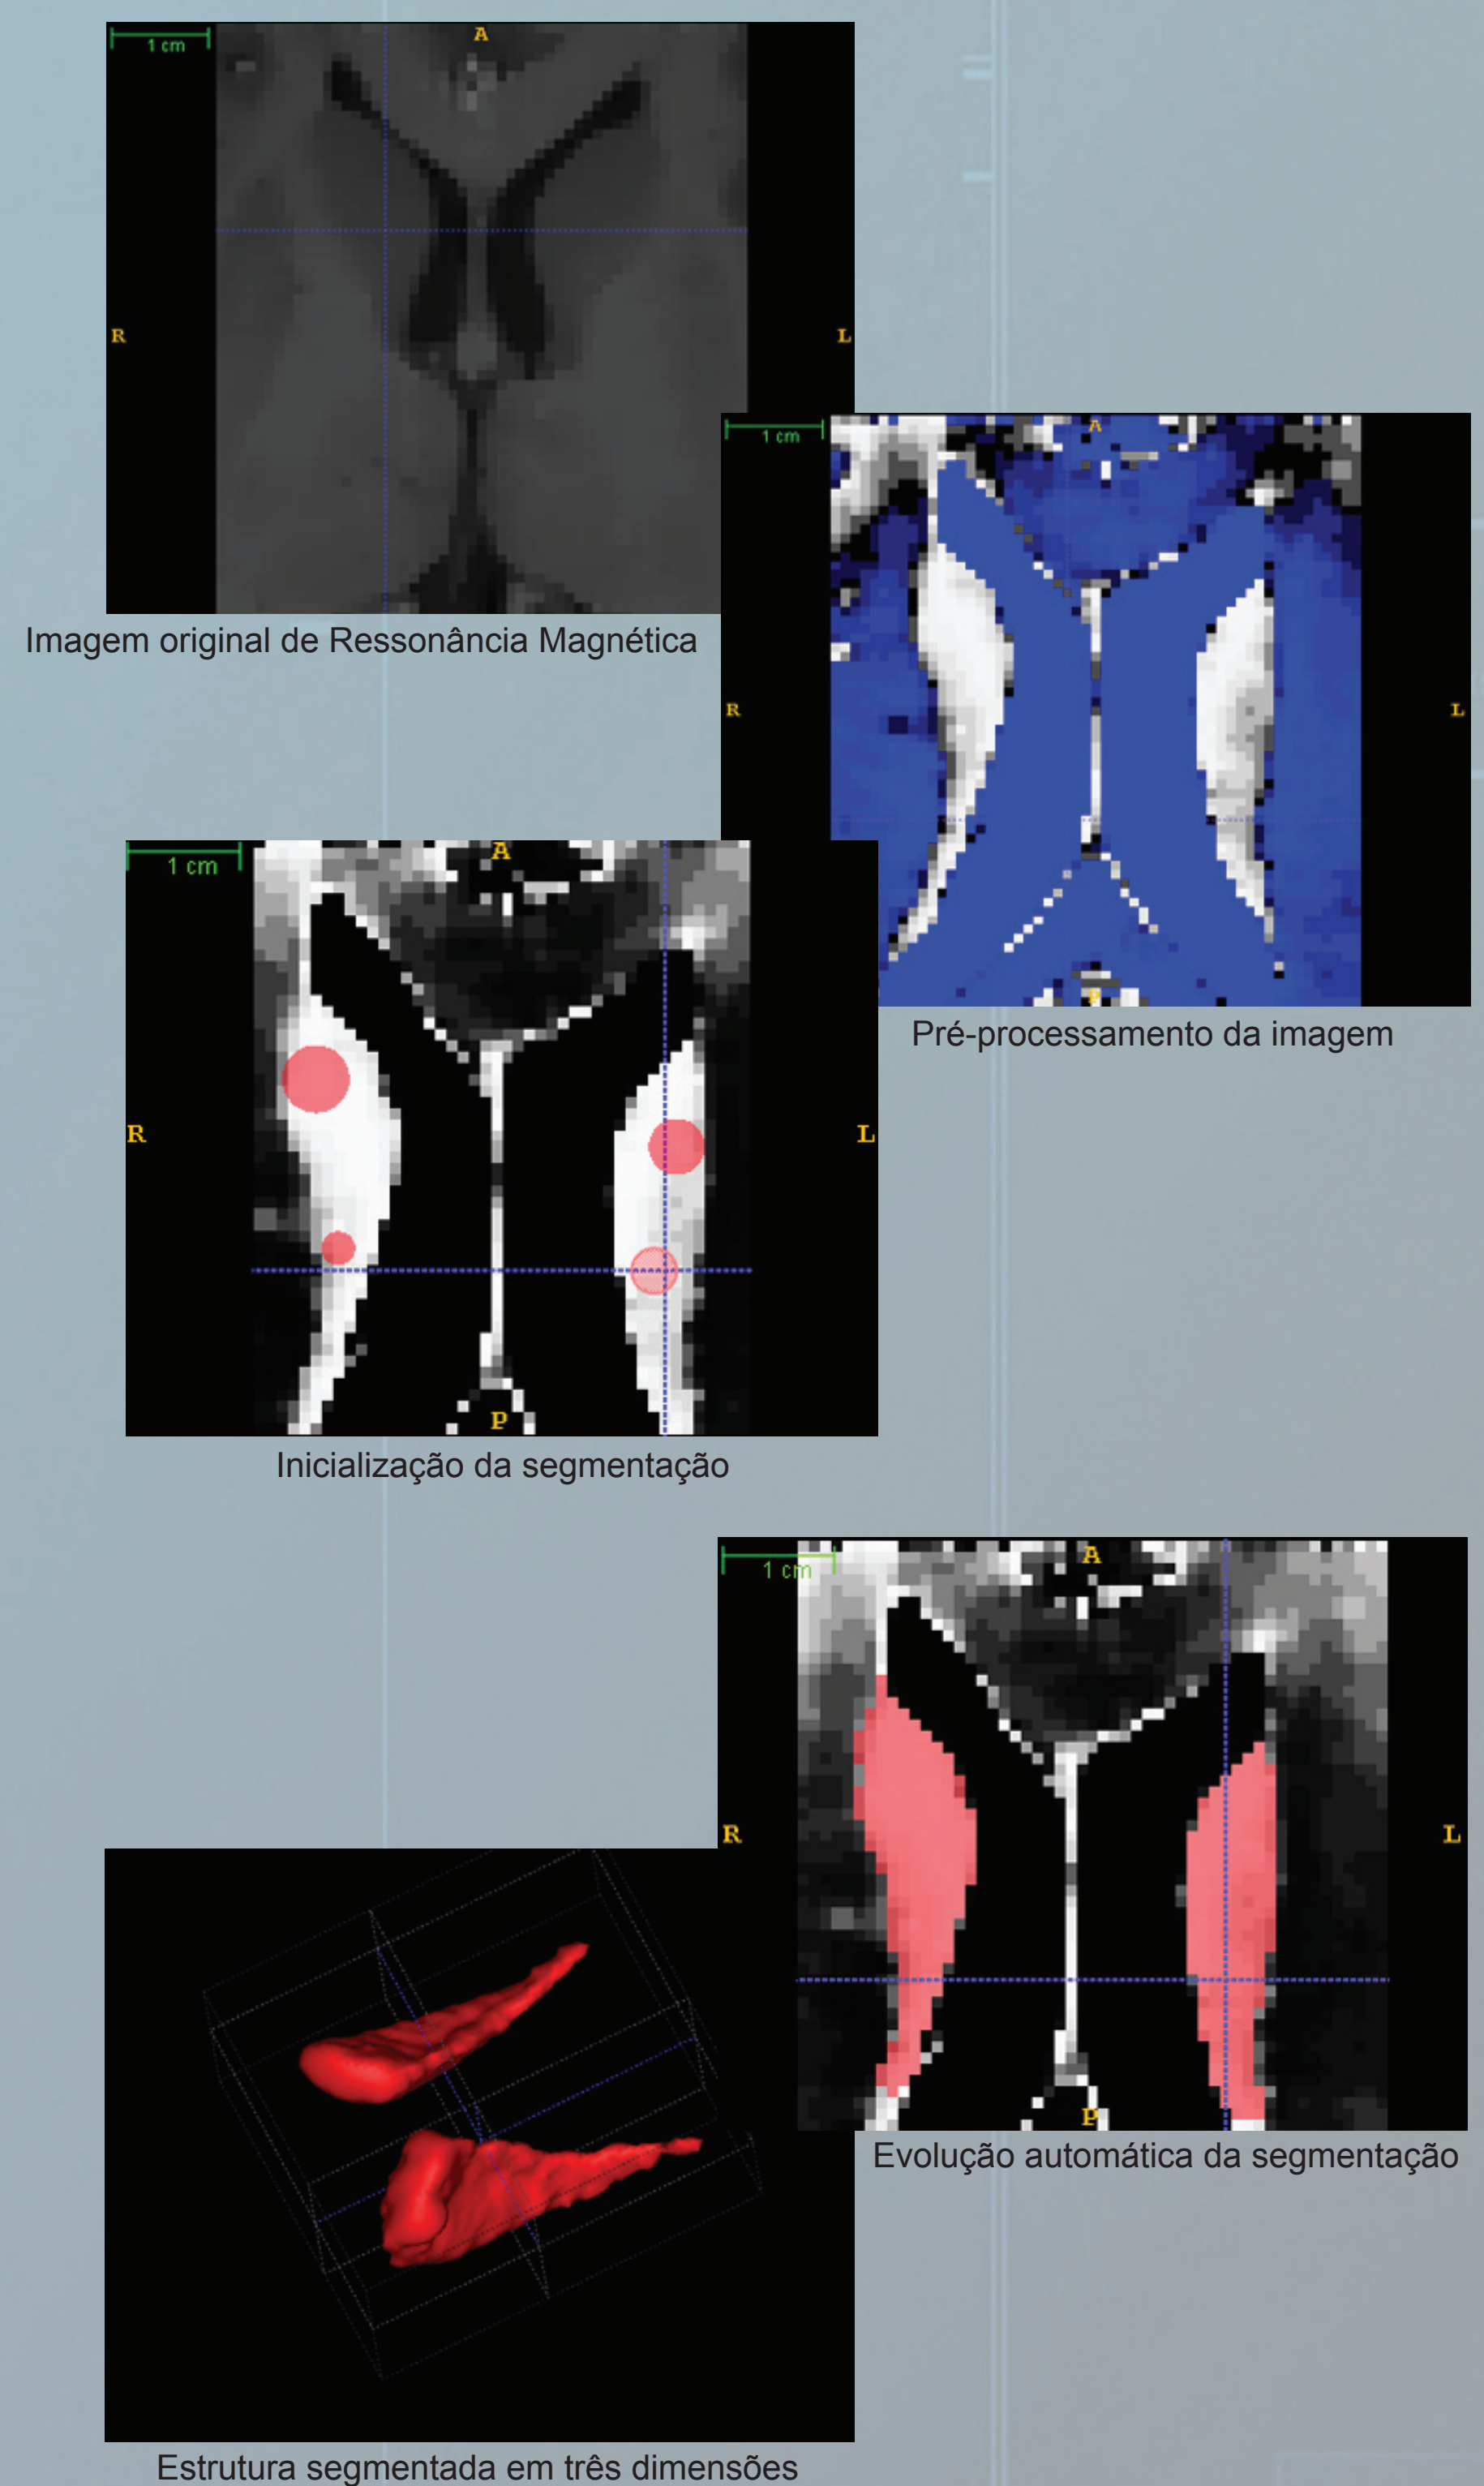 1 cm
A
R
L
Imagem original de Ressonância Magnética
1 cm
A
R
L
P
Pré-processamento da imagem
1 cm
A
R
L
P
Inicialização da segmentação
1 cm
A
R
L
P
Evolução automática da segmentação
Estrutura segmentada em três dimensões